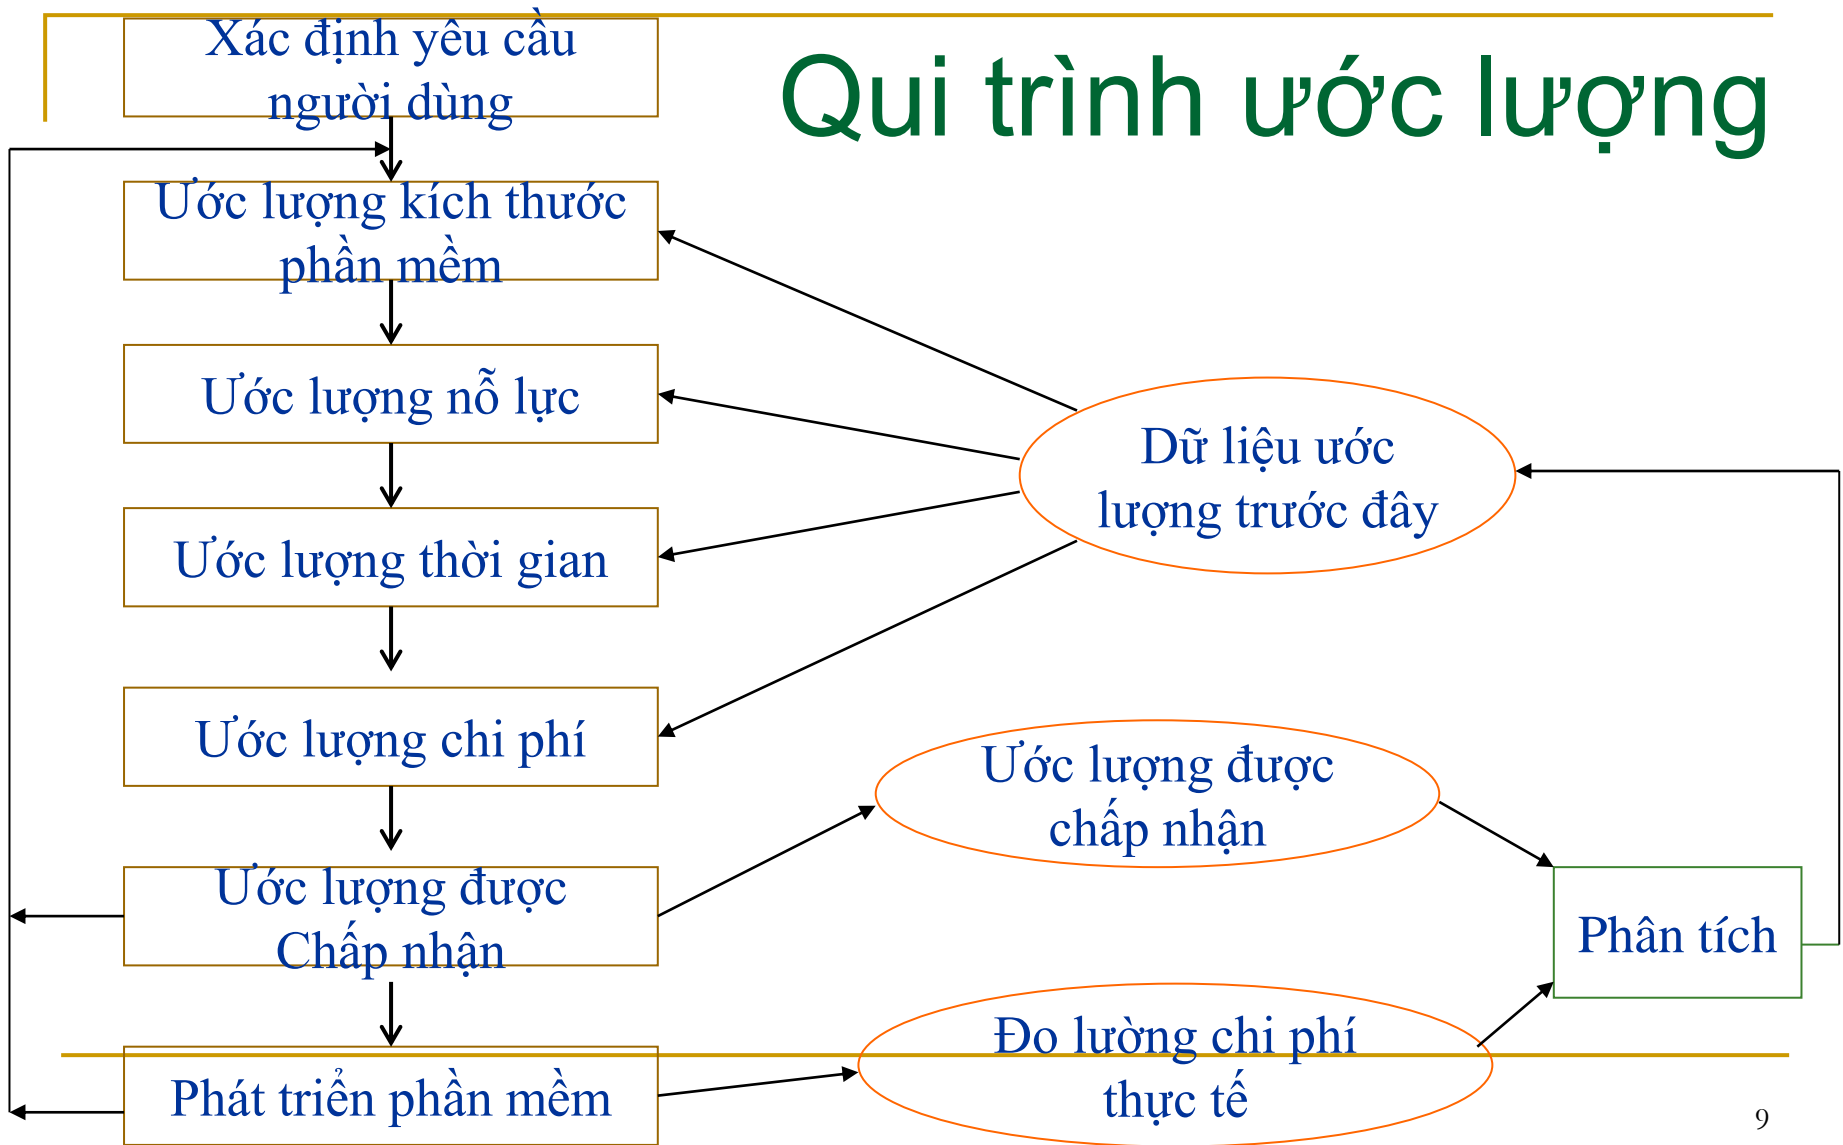 Qui trình ước lượng
Xác định yêu cầu
người dùng
Ước lượng kích thước
phần mềm
Ước lượng nỗ lực
Ước lượng thời gian
Ước lượng chi phí
Ước lượng được
Chấp nhận
Phát triển phần mềm
Dữ liệu ước
lượng trước đây
Ước lượng được
chấp nhận
Đo lường chi phí
thực tế
Phân tích
9